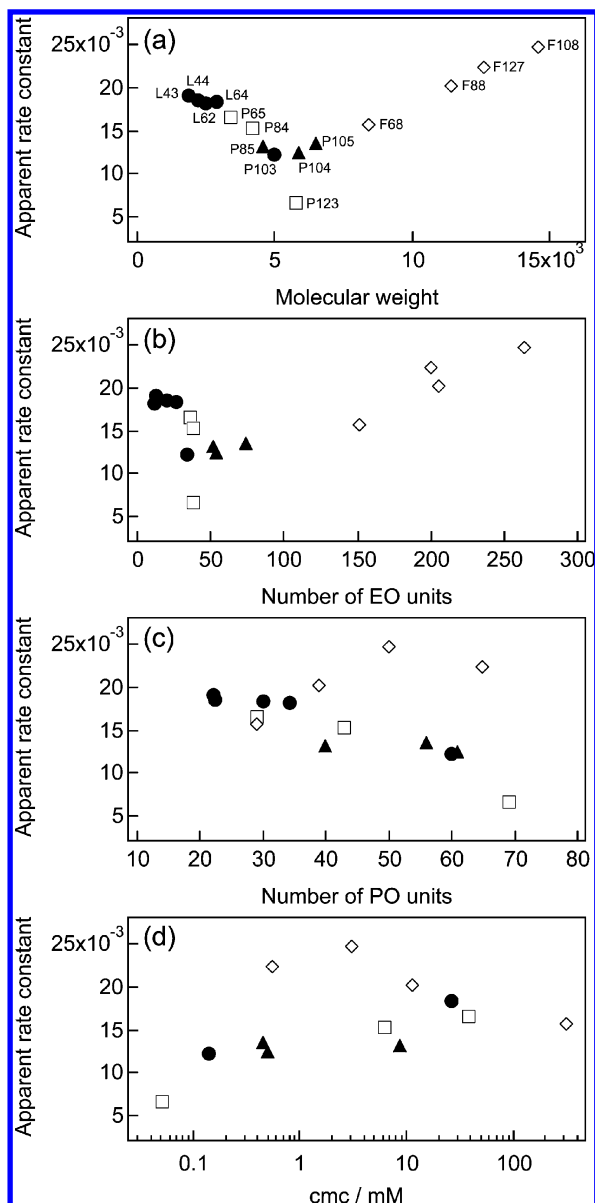 (a)
25x10⁻³
20
15
10
5
Apparent rate constant
L43
L44
L62
L64
P65
P84
P85
P103
P104
P105
P123
F68
F88
F127
F108
0 5 10 15x10³
Molecular weight
(b)
25x10⁻³
20
15
10
5
Apparent rate constant
0 50 100 150 200 250 300
Number of EO units
(c)
25x10⁻³
20
15
10
5
Apparent rate constant
10 20 30 40 50 60 70 80
Number of PO units
(d)
25x10⁻³
20
15
10
5
Apparent rate constant
0.1 1 10 100
cmc / mM